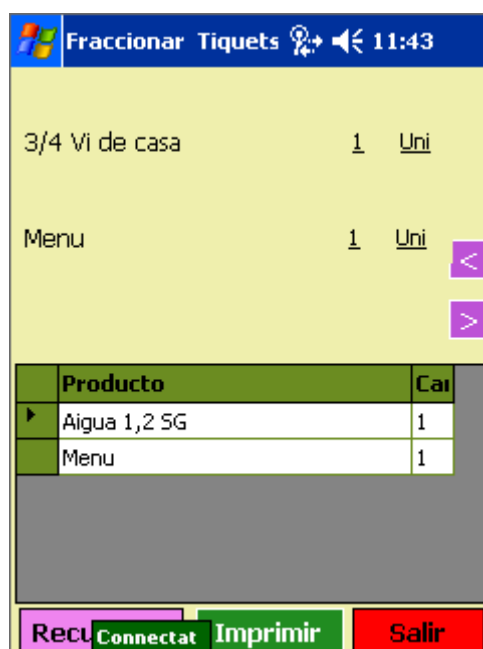 Fraccionar Tiquets 11:43
3/4 Vi de casa 1 Uni
Menu 1 Uni
<
>
Producto
Aigua 1,2 SG 1
Menu 1
Connectat Imprimir Salir